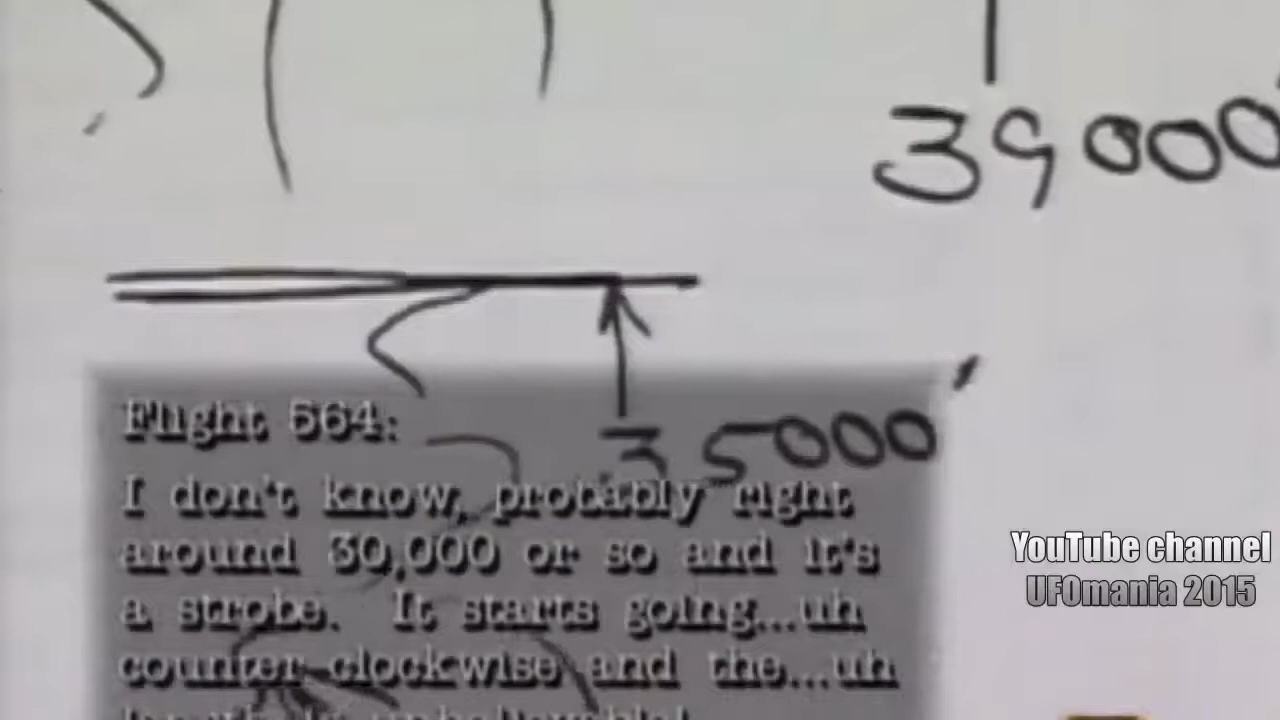 39000
35000'
Flight 564:
I don't know, probably right
around 30,000 or so and it's
a strobe. It starts going...uh
counter clockwise and the...uh
YouTube channel
UFOmania 2015